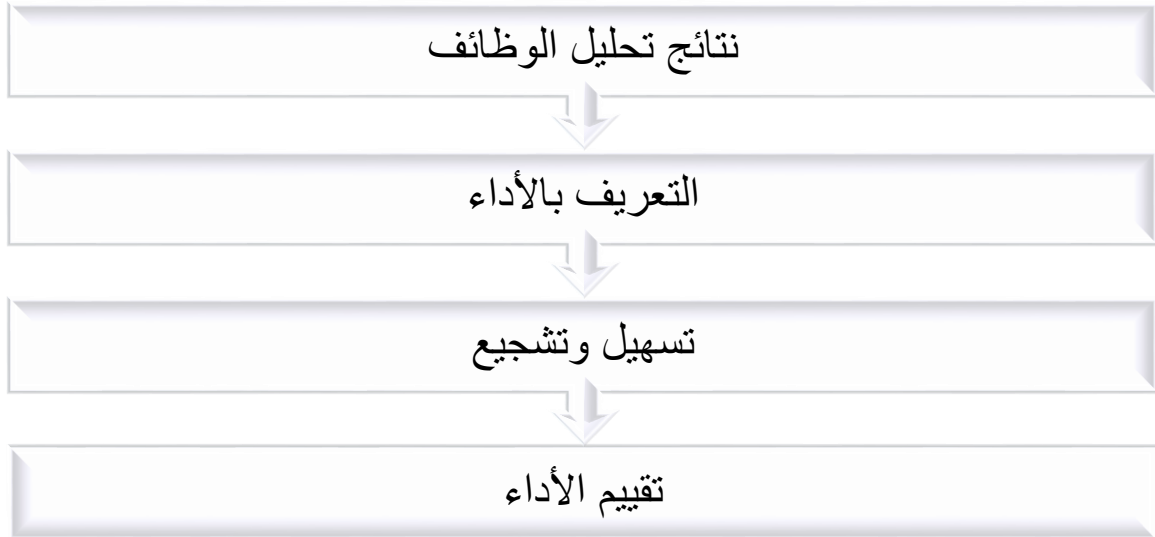 نتائج تحليل الوظائف
التعريف بالأداء
تسهيل وتشجيع
تقييم الأداء